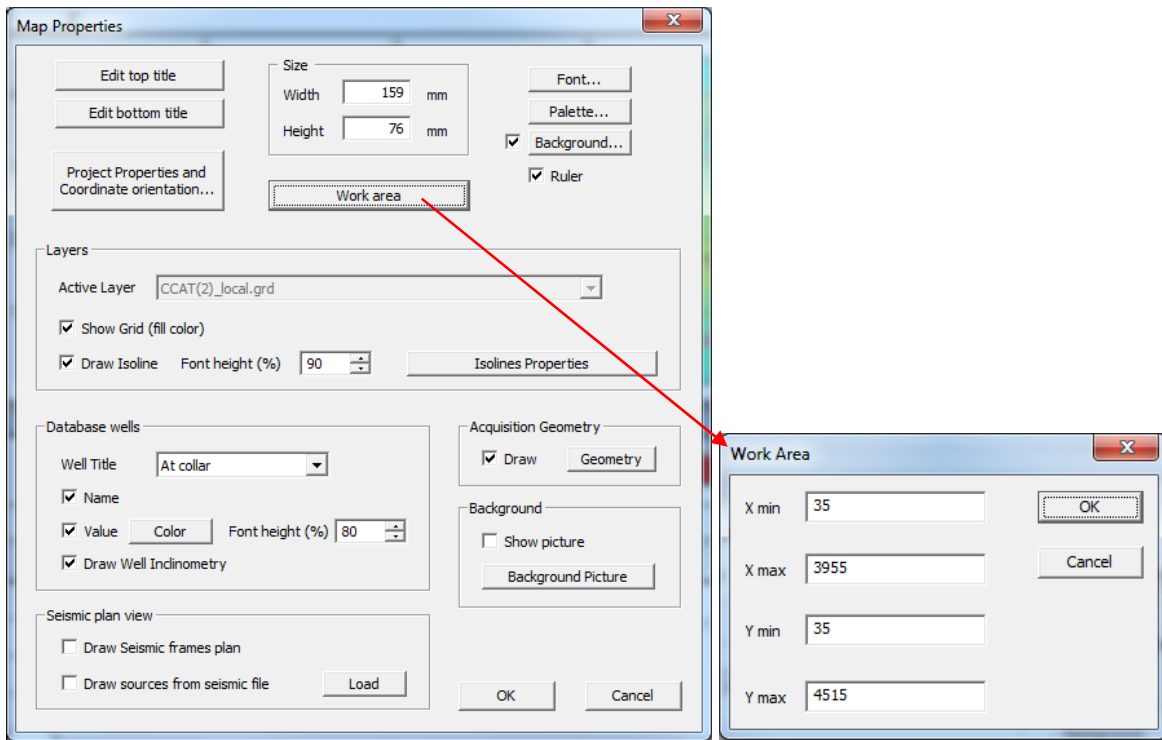 Map Properties
Edit top title
Edit bottom title
Project Properties and
Coordinate orientation...
Size
Width 159 mm
Height 76 mm
Work area
Font...
Palette...
Background...
Ruler
Layers
Active Layer CCAT(2)_local.grd
Show Grid (fill color)
Draw Isoline Font height (%) 90 Isolines Properties
Database wells
Well Title At collar
Name
Value Color Font height (%) 80
Draw Well Inclinometry
Acquisition Geometry
Draw Geometry
Background
Show picture
Background Picture
Seismic plan view
Draw Seismic frames plan
Draw sources from seismic file Load
OK Cancel
Work Area
X min 35 OK
X max 3955 Cancel
Y min 35
Y max 4515